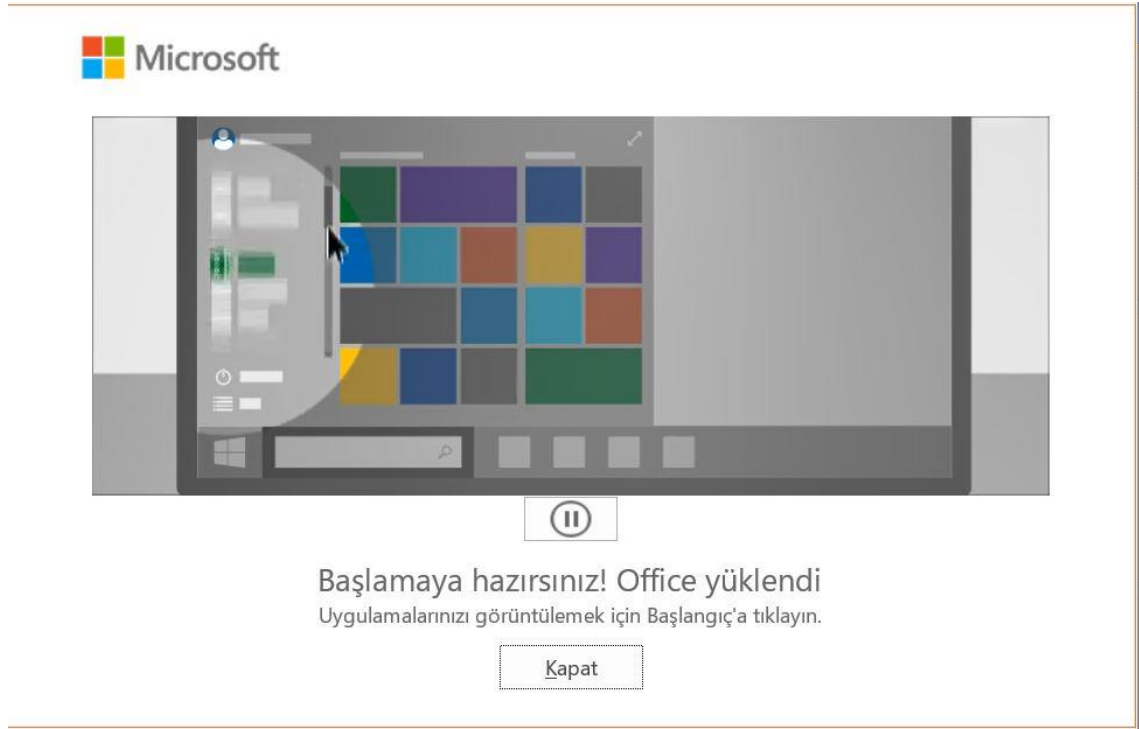 Microsoft
Başlamaya hazırsınız! Office yüklendi
Uygulamalarınızı görüntülemek için Başlangıç'a tıklayın.
Kapat